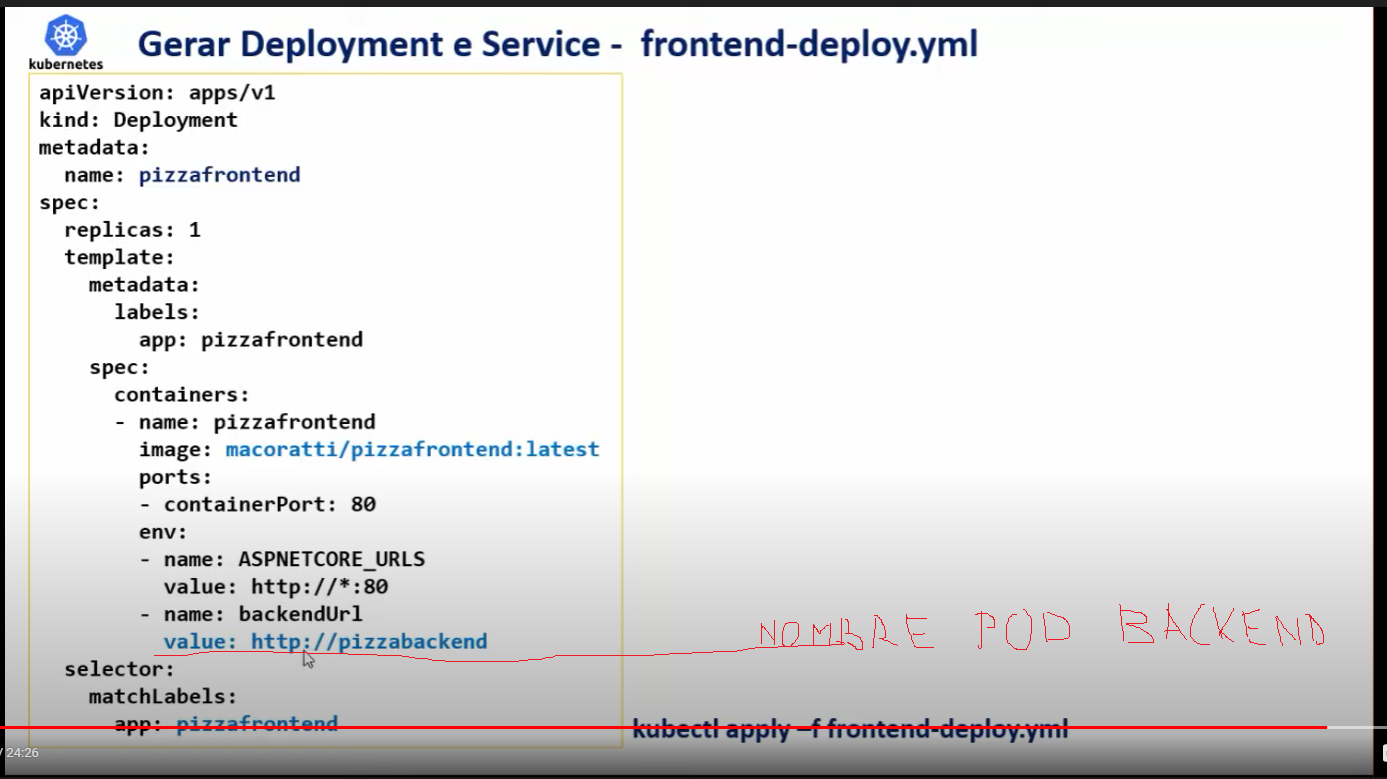 kubernetes
Gerar Deployment e Service - frontend-deploy.yml
apiVersion: apps/v1
kind: Deployment
metadata:
  name: pizzafrontend
spec:
  replicas: 1
  template:
    metadata:
      labels:
        app: pizzafrontend
    spec:
      containers:
      - name: pizzafrontend
        image: macoratti/pizzafrontend:latest
        ports:
        - containerPort: 80
        env:
        - name: ASPNETCORE_URLS
          value: http://*:80
        - name: backendUrl
          value: http://pizzabackend
NOMBRE POD BACKEND
  selector:
    matchLabels:
      app: pizzafrontend
kubectl apply –f frontend-deploy.yml
/ 24:26